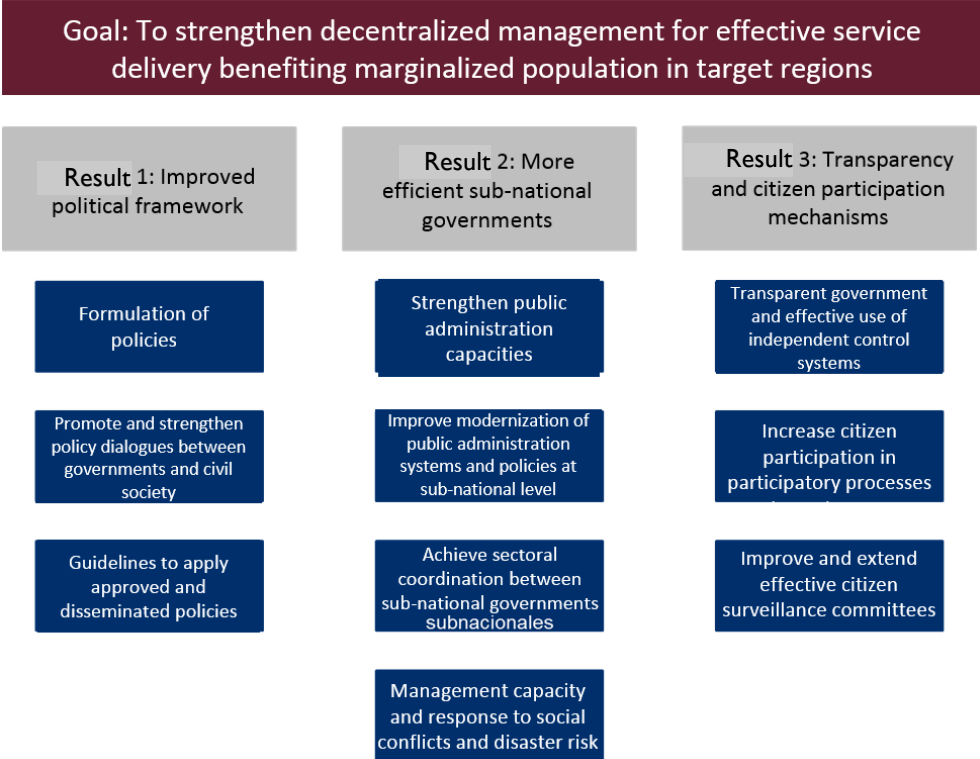 Goal: To strengthen decentralized management for effective service
delivery benefiting marginalized population in target regions
Result 1: Improved
political framework
Formulation of
policies
Promote and strengthen
policy dialogues between
governments and civil
society
Guidelines to apply
approved and
disseminated policies
Result 2: More
efficient sub-national
governments
Strengthen public
administration
capacities
Improve modernization of
public administration
systems and policies at
sub-national level
Achieve sectoral
coordination between
sub-national governments
subnacionales
Management capacity
and response to social
conflicts and disaster risk
Result 3: Transparency
and citizen participation
mechanisms
Transparent government
and effective use of
independent control
systems
Increase citizen
participation in
participatory processes
Improve and extend
effective citizen
surveillance committees